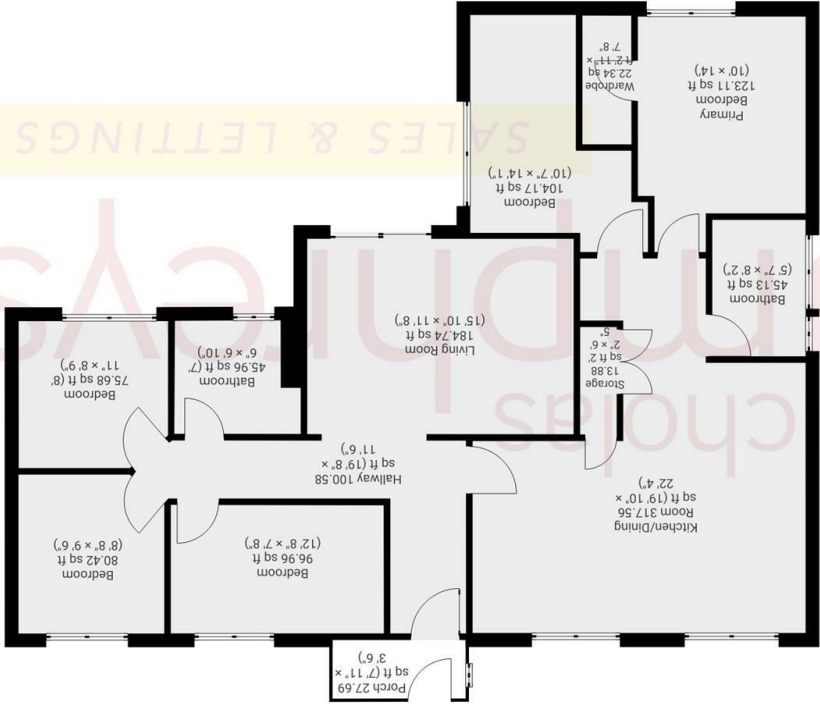 Porch 27.69
sq ft (7' 11" ×
3' 6")
Kitchen/Dining
Room 317.56
sq ft (19' 10" ×
22' 4")
Bedroom
96.96 sq ft
(12' 8" × 7' 8")
Bedroom
80.42 sq ft
(8' 8" × 9' 6")
Hallway 100.58
sq ft (19' 8" ×
11' 6")
cholas
Storage
13.88
sq ft 2'
2" × 6'
5"
Living Room
184.74 sq ft
(15' 10" × 11' 8")
Bathroom
45.96 sq ft (7'
6" × 6' 10")
Bedroom
75.68 sq ft (8'
11" × 8' 9")
Bathroom
45.13 sq ft
(5' 7" × 8' 2")
mphreys
Bedroom
104.17 sq ft
(10' 7" × 14' 1")
SALES & LETTINGS
Primary
Bedroom
123.11 sq ft
(10' × 14')
Wardrobe
22.34 sq
ft 2' 11" ×
7' 8"